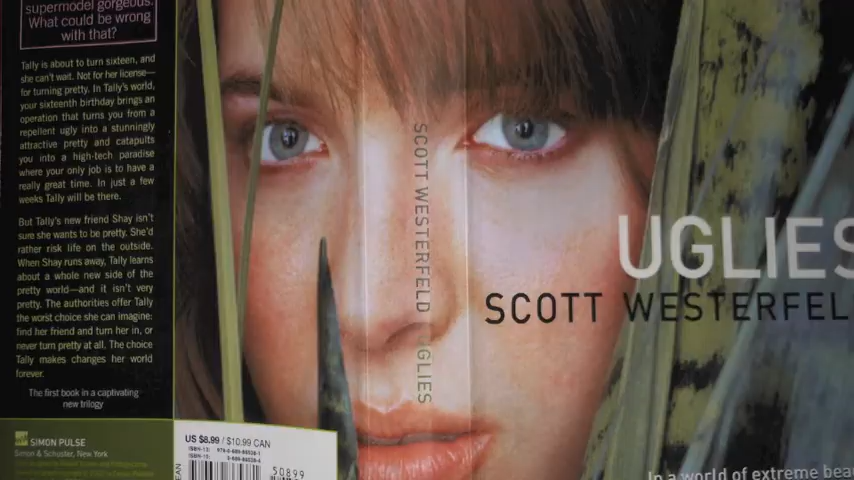 supermodel gorgeous.
What could be wrong
with that?
Tally is about to turn sixteen, and
she can't wait. Not for her license—
for turning pretty. In Tally's world,
your sixteenth birthday brings an
operation that turns you from a
repellent ugly into a stunningly
attractive pretty and catapults
you into a high-tech paradise
where your only job is to have a
really great time. In just a few
weeks Tally will be there.
But Tally's new friend Shay isn't
sure she wants to be pretty. She'd
rather risk life on the outside.
When Shay runs away, Tally learns
about a whole new side of the
pretty world—and it isn't very
pretty. The authorities offer Tally
the worst choice she can imagine:
find her friend and turn her in, or
never turn pretty at all. The choice
Tally makes changes her world
forever.
The first book in a captivating
new trilogy
SIMON PULSE
Simon & Schuster, New York
US $8.99 / $10.99 CAN
50899
EAN
SCOTT WESTERFELD UGLIES
UGLIES
SCOTT WESTERFEL
In a world of extreme beau